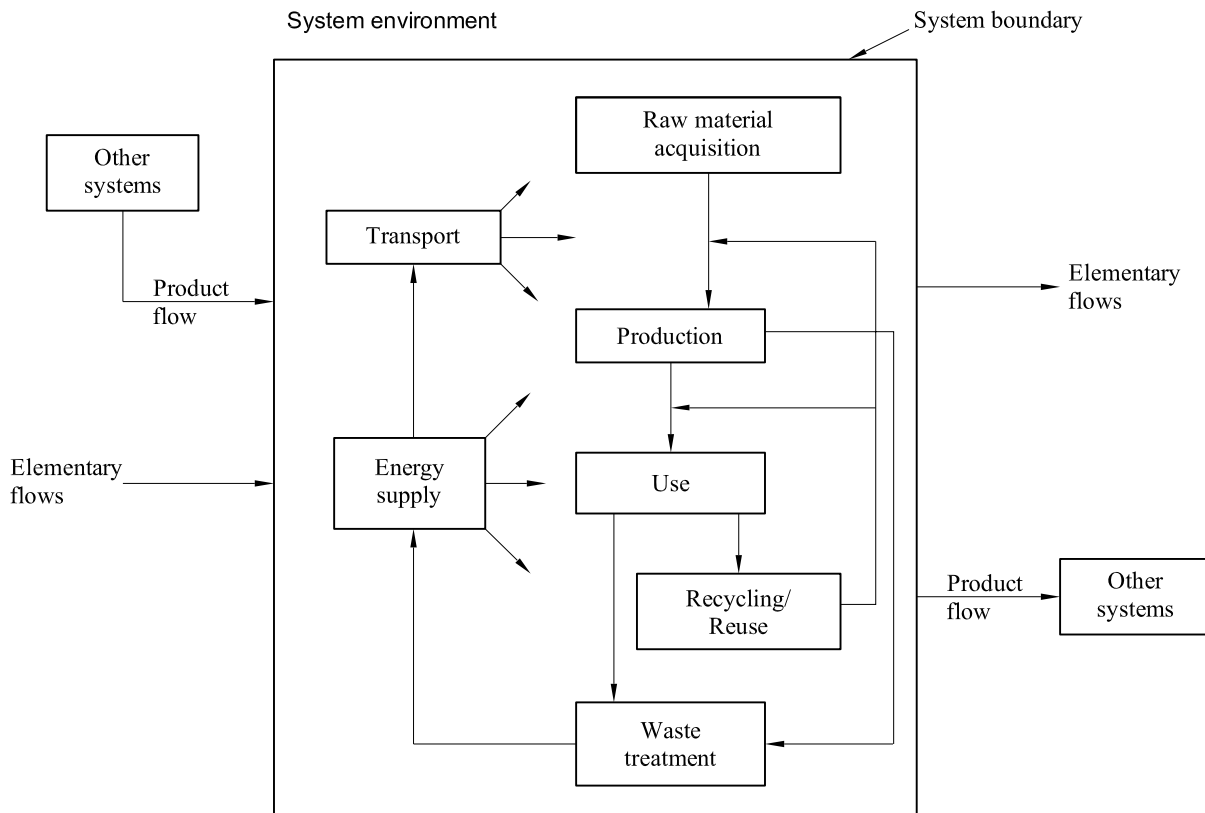 System environment
System boundary
Raw material
acquisition
Other
systems
Transport
Product
flow
Elementary
flows
Production
Elementary
flows
Energy
supply
Use
Recycling/
Reuse
Product
flow
Other
systems
Waste
treatment